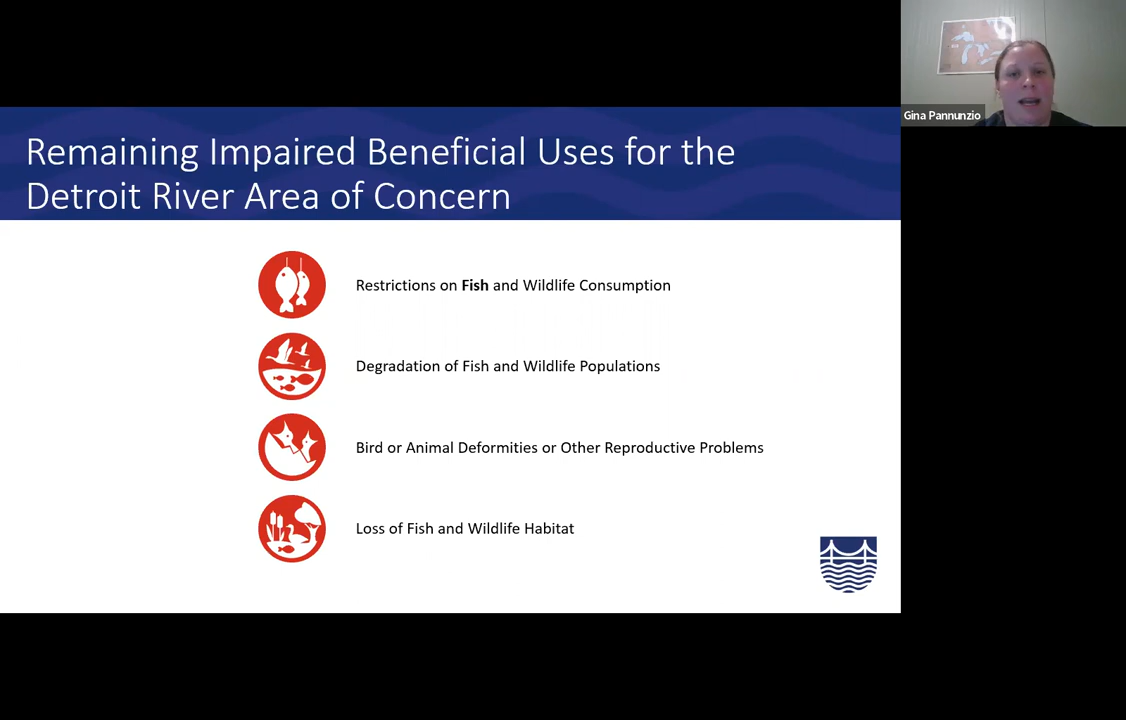 Gina Pannunzio
Remaining Impaired Beneficial Uses for the
Detroit River Area of Concern
Restrictions on Fish and Wildlife Consumption
Degradation of Fish and Wildlife Populations
Bird or Animal Deformities or Other Reproductive Problems
Loss of Fish and Wildlife Habitat